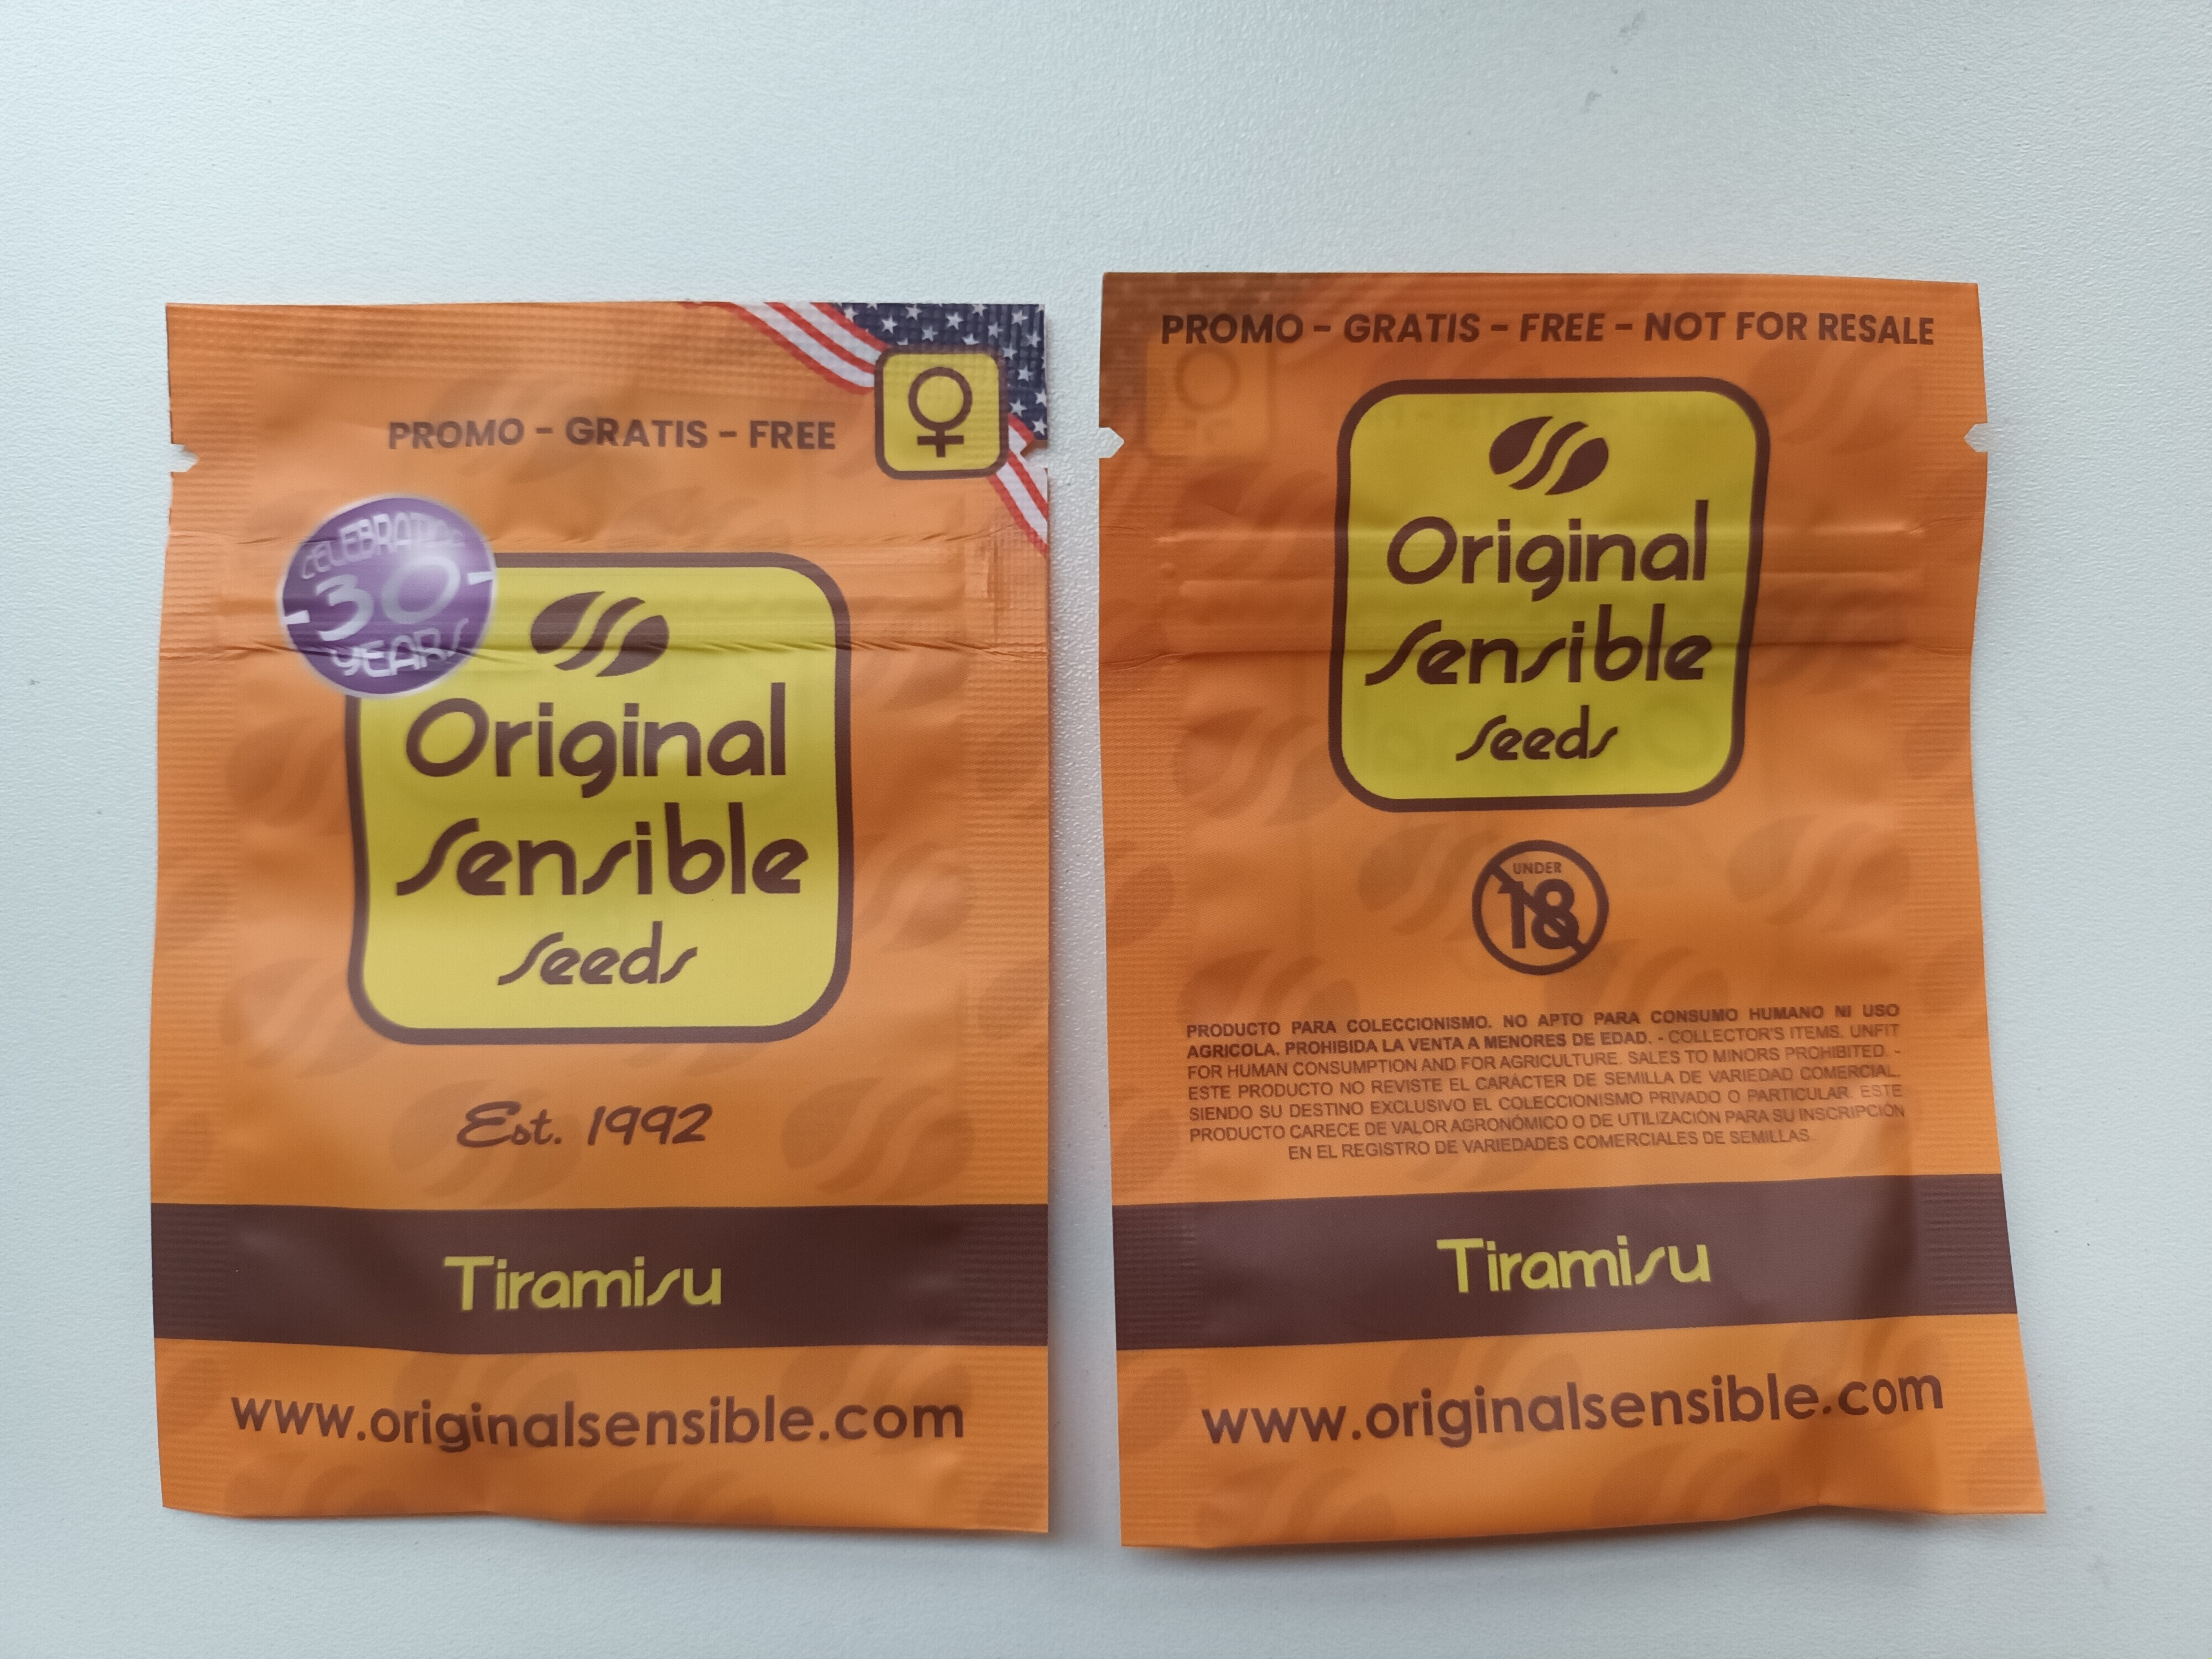 PROMO - GRATIS - FREE
CELEBRATING
30
YEARS
Original
Sensible
Seeds
Est. 1992
Tiramisu
www.originalsensible.com
PROMO - GRATIS - FREE - NOT FOR RESALE
Original
Sensible
Seeds
UNDER
18
PRODUCTO PARA COLECCIONISMO. NO APTO PARA CONSUMO HUMANO NI USO
AGRICOLA. PROHIBIDA LA VENTA A MENORES DE EDAD. - COLLECTOR'S ITEMS. UNFIT
FOR HUMAN CONSUMPTION AND FOR AGRICULTURE. SALES TO MINORS PROHIBITED. -
ESTE PRODUCTO NO REVISTE EL CARÁCTER DE SEMILLA DE VARIEDAD COMERCIAL,
SIENDO SU DESTINO EXCLUSIVO EL COLECCIONISMO PRIVADO O PARTICULAR. ESTE
PRODUCTO CARECE DE VALOR AGRONÓMICO O DE UTILIZACIÓN PARA SU INSCRIPCIÓN
EN EL REGISTRO DE VARIEDADES COMERCIALES DE SEMILLAS.
Tiramisu
www.originalsensible.com